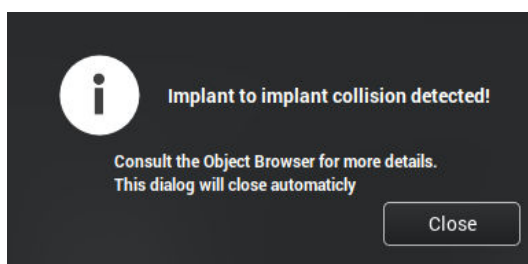 Implant to implant collision detected!
Consult the Object Browser for more details.
This dialog will close automaticly
Close